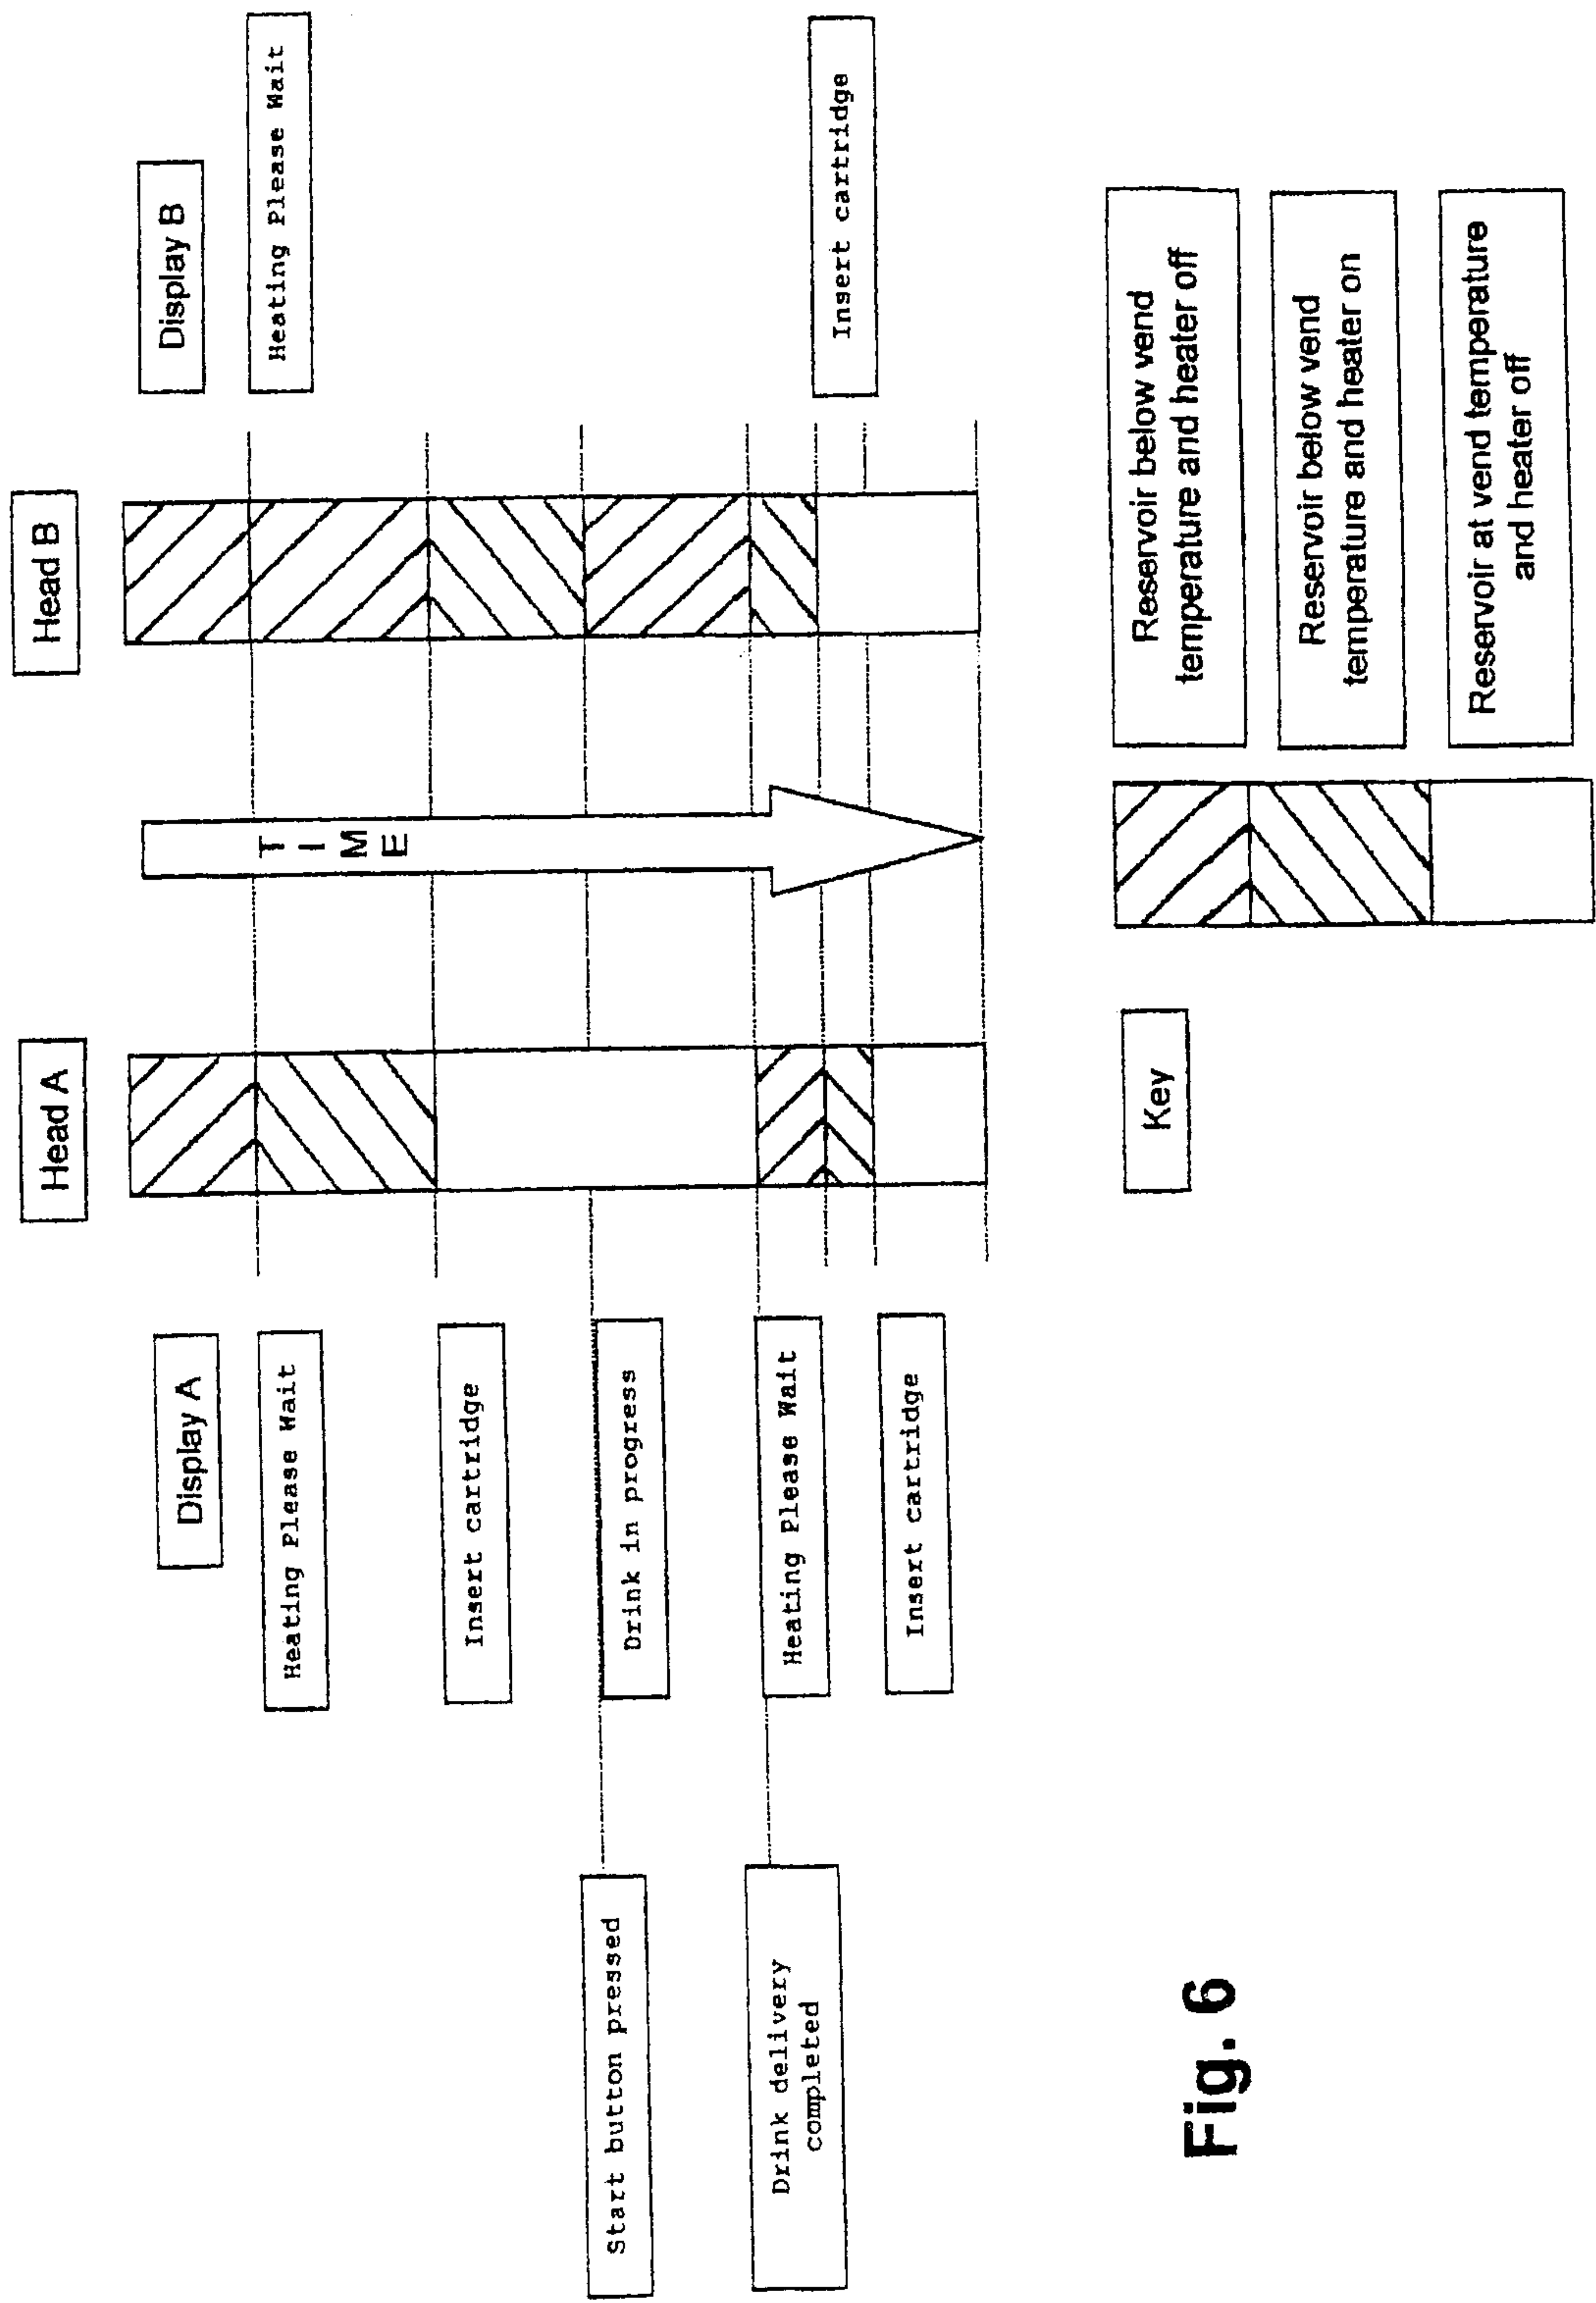 Head A
Head B
Display A
Display B
Heating Please Wait
Heating Please Wait
TIME
Insert cartridge
Start button pressed
Drink in progress
Drink delivery
completed
Heating Please Wait
Insert cartridge
Insert cartridge
Key
Reservoir below vend
temperature and heater off
Reservoir below vend
temperature and heater on
Reservoir at vend temperature
and heater off
Fig. 6